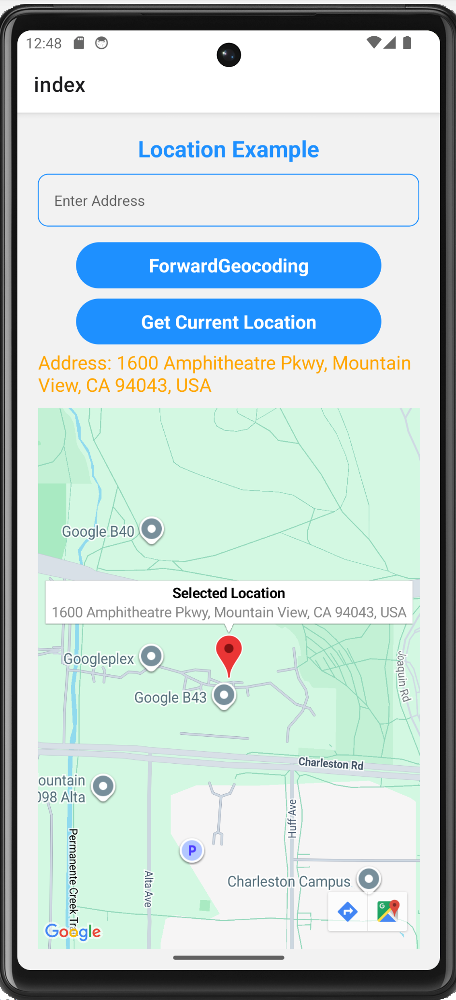 12:48
index
Location Example
Enter Address
ForwardGeocoding
Get Current Location
Address: 1600 Amphitheatre Pkwy, Mountain
View, CA 94043, USA
Google B40
Selected Location
1600 Amphitheatre Pkwy, Mountain View, CA 94043, USA
Googleplex
Joaquin Rd
Google B43
Charleston Rd
ountain
098 Alta
Huff Ave
Permanente Creek Tra
P
Alta Ave
Charleston Campus
G
Google